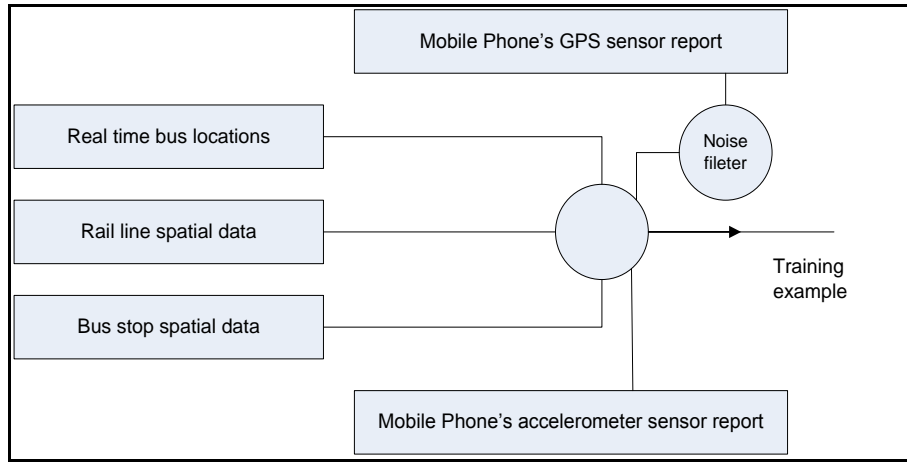 Mobile Phone's GPS sensor report
Real time bus locations
Noise
fileter
Rail line spatial data
Training
example
Bus stop spatial data
Mobile Phone's accelerometer sensor report